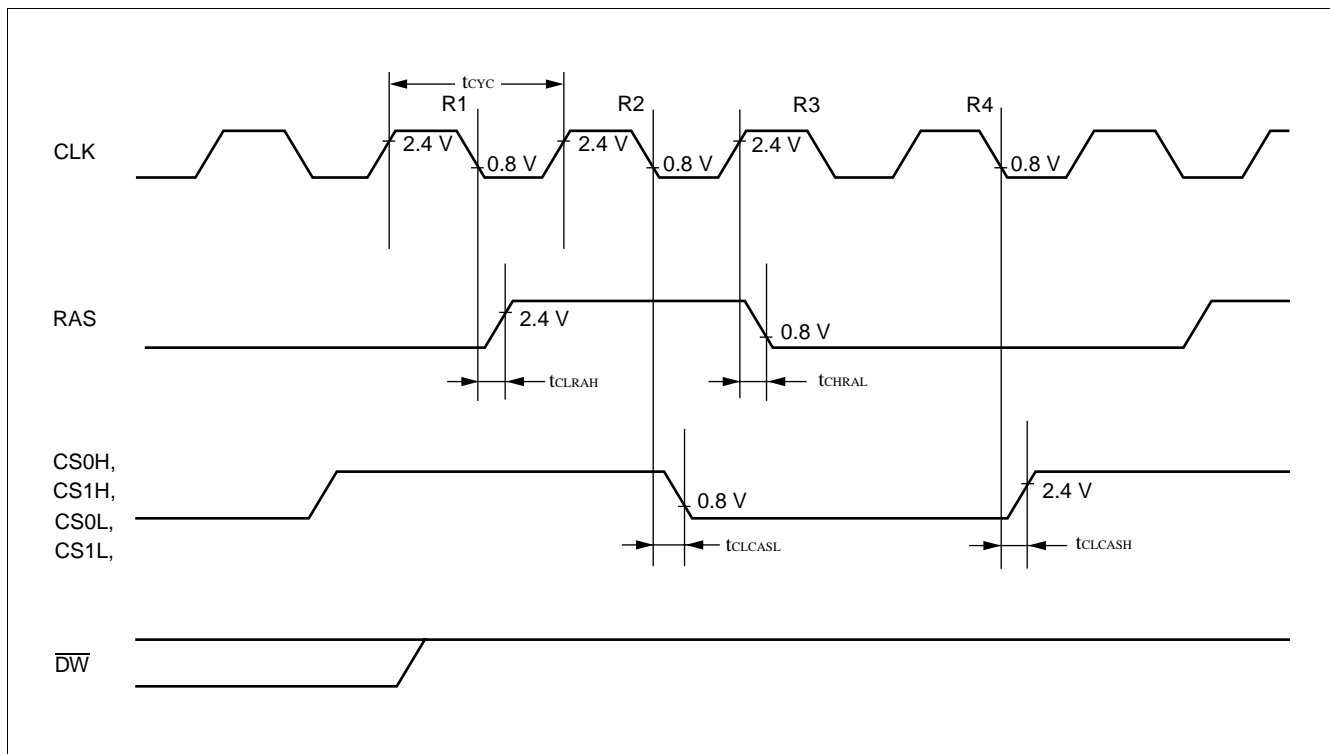 tCYC
R1 R2 R3 R4
CLK
2.4 V 0.8 V 2.4 V 0.8 V 2.4 V 0.8 V
RAS
2.4 V
0.8 V
tCLRAH
tCHRAL
CS0H,
CS1H,
CS0L,
CS1L,
0.8 V
2.4 V
tCLCASL
tCLCASH
DW